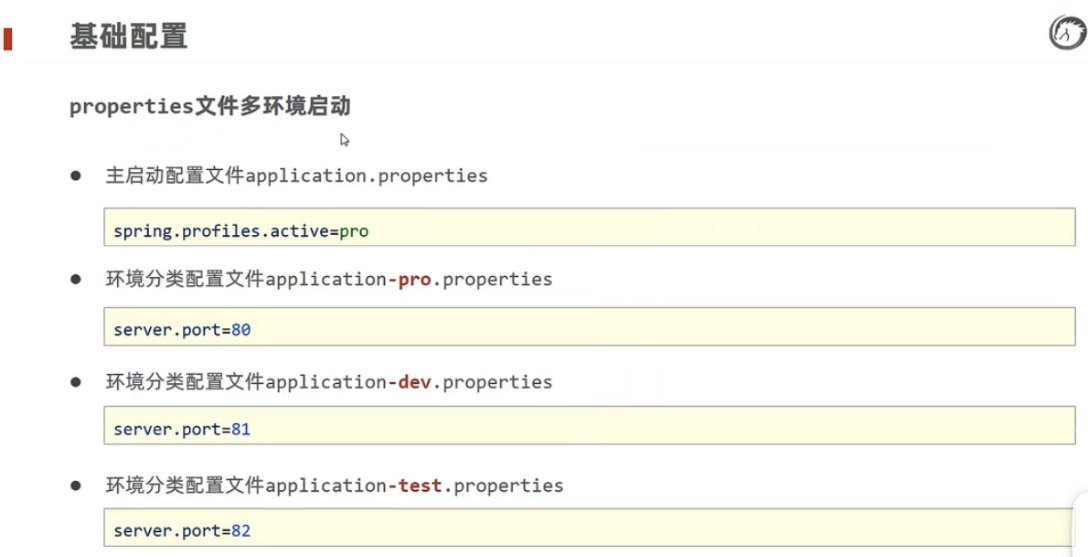 基础配置
properties文件多环境启动
● 主启动配置文件application.properties
spring.profiles.active=pro
● 环境分类配置文件application-pro.properties
server.port=80
● 环境分类配置文件application-dev.properties
server.port=81
● 环境分类配置文件application-test.properties
server.port=82